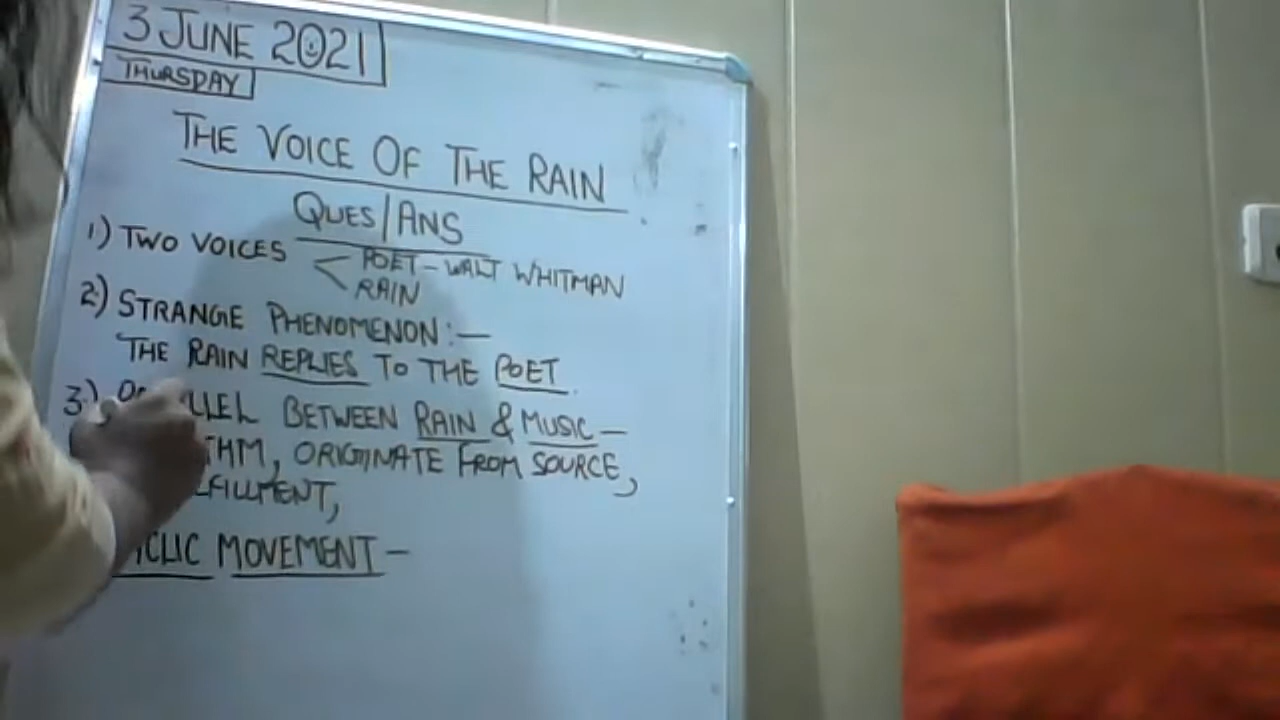 3 JUNE 2021
THURSDAY
THE VOICE OF THE RAIN
QUES/ANS
1) TWO VOICES < POET - WALT WHITMAN
RAIN
2) STRANGE PHENOMENON:-
THE RAIN REPLIES TO THE POET.
3) BETWEEN RAIN & MUSIC -
ORIGINATE FROM SOURCE,
MOVEMENT -